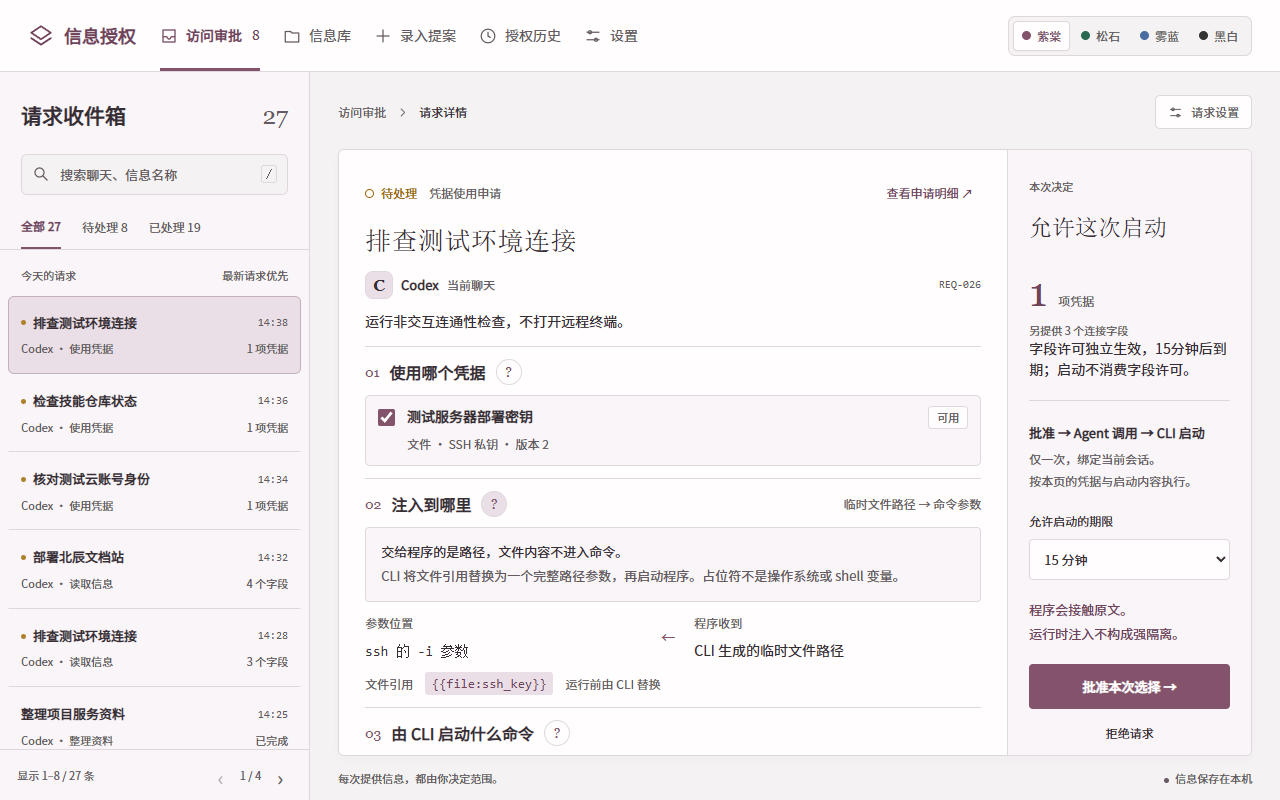 信息授权
访问审批 8
信息库
录入提案
授权历史
设置
紫棠
松石
雾蓝
黑白
请求收件箱 27
搜索聊天、信息名称 /
全部 27 待处理 8 已处理 19
今天的请求 最新请求优先
排查测试环境连接 14:38
Codex · 使用凭据 1 项凭据
检查技能仓库状态 14:36
Codex · 使用凭据 1 项凭据
核对测试云账号身份 14:34
Codex · 使用凭据 1 项凭据
部署北辰文档站 14:32
Codex · 读取信息 4 个字段
排查测试环境连接 14:28
Codex · 读取信息 3 个字段
整理项目服务资料 14:25
Codex · 整理资料 已完成
显示 1–8 / 27 条 ‹ 1 / 4 ›
访问审批 > 请求详情
请求设置
待处理 凭据使用申请 查看申请明细 ↗
排查测试环境连接
C Codex 当前聊天 REQ-026
运行非交互连通性检查，不打开远程终端。
01 使用哪个凭据 ?
测试服务器部署密钥 可用
文件 · SSH 私钥 · 版本 2
02 注入到哪里 ? 临时文件路径 → 命令参数
交给程序的是路径，文件内容不进入命令。
CLI 将文件引用替换为一个完整路径参数，再启动程序。占位符不是操作系统或 shell 变量。
参数位置 ← 程序收到
ssh 的 -i 参数 CLI 生成的临时文件路径
文件引用 {{file:ssh_key}} 运行前由 CLI 替换
03 由 CLI 启动什么命令 ?
本次决定
允许这次启动
1 项凭据
另提供 3 个连接字段
字段许可独立生效，15分钟后到
期；启动不消费字段许可。
批准 → Agent 调用 → CLI 启动
仅一次，绑定当前会话。
按本页的凭据与启动内容执行。
允许启动的期限
15 分钟
程序会接触原文。
运行时注入不构成强隔离。
批准本次选择 →
拒绝请求
每次提供信息，都由你决定范围。
信息保存在本机